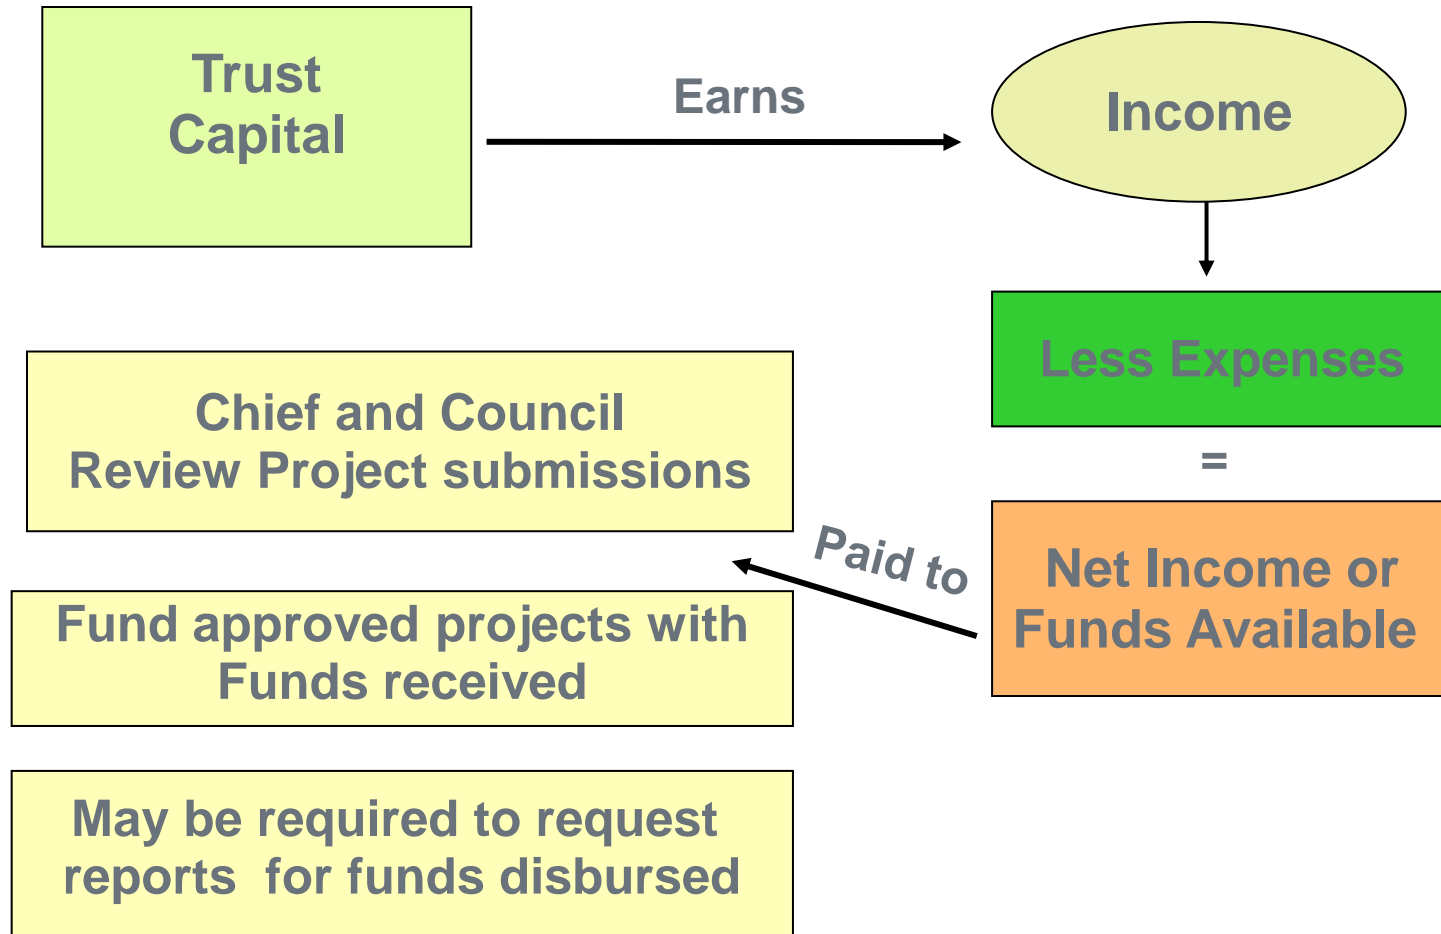 Trust
Capital
Earns
Income
Less Expenses
=
Net Income or
Funds Available
Paid to
Chief and Council
Review Project submissions
Fund approved projects with
Funds received
May be required to request
reports  for funds disbursed